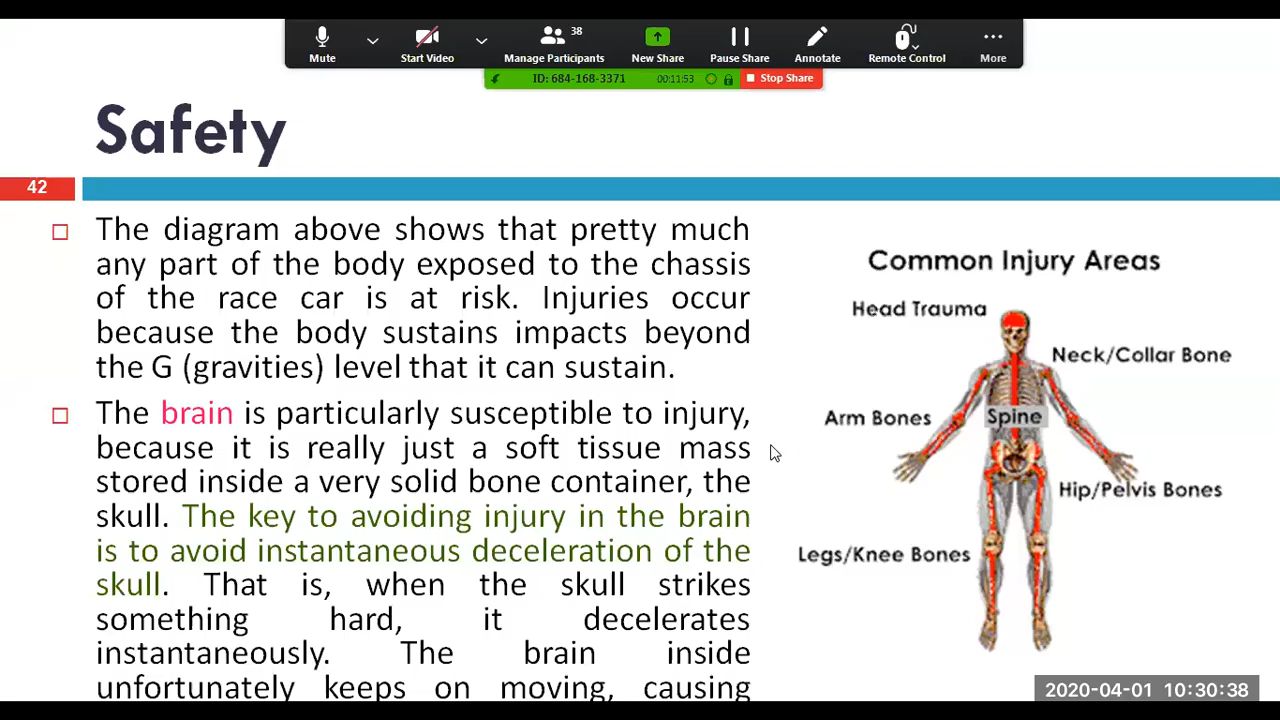 38
Mute
Start Video
Manage Participants
New Share
Pause Share
Annotate
Remote Control
More
ID: 684-168-3371
00:11:53
Stop Share
Safety
42
The diagram above shows that pretty much
any part of the body exposed to the chassis
of the race car is at risk. Injuries occur
because the body sustains impacts beyond
the G (gravities) level that it can sustain.
The brain is particularly susceptible to injury,
because it is really just a soft tissue mass
stored inside a very solid bone container, the
skull. The key to avoiding injury in the brain
is to avoid instantaneous deceleration of the
skull. That is, when the skull strikes
something hard, it decelerates
instantaneously. The brain inside
unfortunately keeps on moving, causing
Common Injury Areas
Head Trauma
Neck/Collar Bone
Arm Bones
Spine
Hip/Pelvis Bones
Legs/Knee Bones
2020-04-01 10:30:38